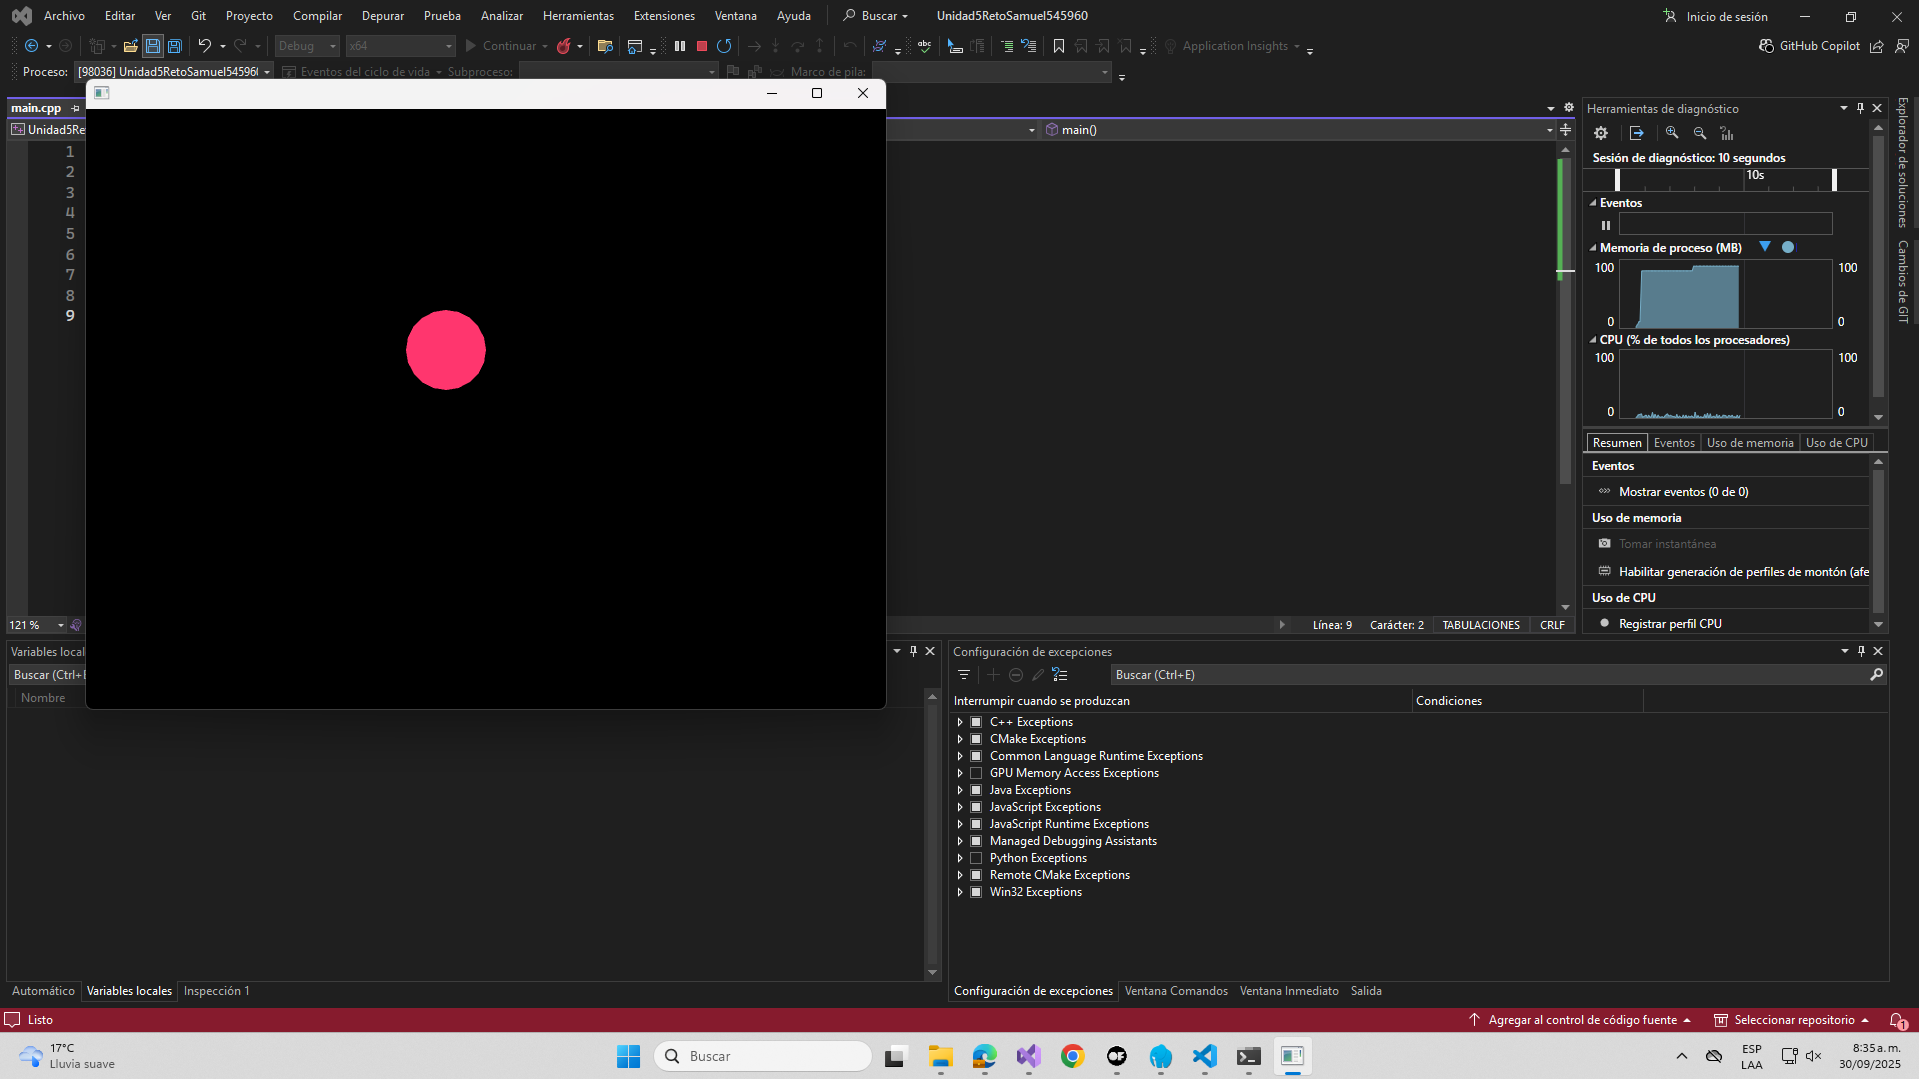 Archivo Editar Ver Git Proyecto Compilar Depurar Prueba Analizar Herramientas Extensiones Ventana Ayuda Buscar Unidad5RetoSamuel545960 Inicio de sesión
Debug x64 Continuar Application Insights GitHub Copilot
Proceso: [98036] Unidad5RetoSamuel54596 Eventos del ciclo de vida Subproceso: Marco de pila:
main.cpp
Unidad5Re main()
1
2
3
4
5
6
7
8
9
121 % Línea: 9 Carácter: 2 TABULACIONES CRLF
Herramientas de diagnóstico
Sesión de diagnóstico: 10 segundos
10s
Eventos
Memoria de proceso (MB)
100 100
0 0
CPU (% de todos los procesadores)
100 100
0 0
Resumen Eventos Uso de memoria Uso de CPU
Eventos
Mostrar eventos (0 de 0)
Uso de memoria
Tomar instantánea
Habilitar generación de perfiles de montón (afe
Uso de CPU
Registrar perfil CPU
Explorador de soluciones
Cambios de GIT
Variables local
Buscar (Ctrl+E
Nombre
Automático Variables locales Inspección 1
Configuración de excepciones
Buscar (Ctrl+E)
Interrumpir cuando se produzcan Condiciones
C++ Exceptions
CMake Exceptions
Common Language Runtime Exceptions
GPU Memory Access Exceptions
Java Exceptions
JavaScript Exceptions
JavaScript Runtime Exceptions
Managed Debugging Assistants
Python Exceptions
Remote CMake Exceptions
Win32 Exceptions
Configuración de excepciones Ventana Comandos Ventana Inmediato Salida
Listo Agregar al control de código fuente Seleccionar repositorio 1
17°C
Lluvia suave
Buscar
ESP
LAA
8:35 a. m.
30/09/2025